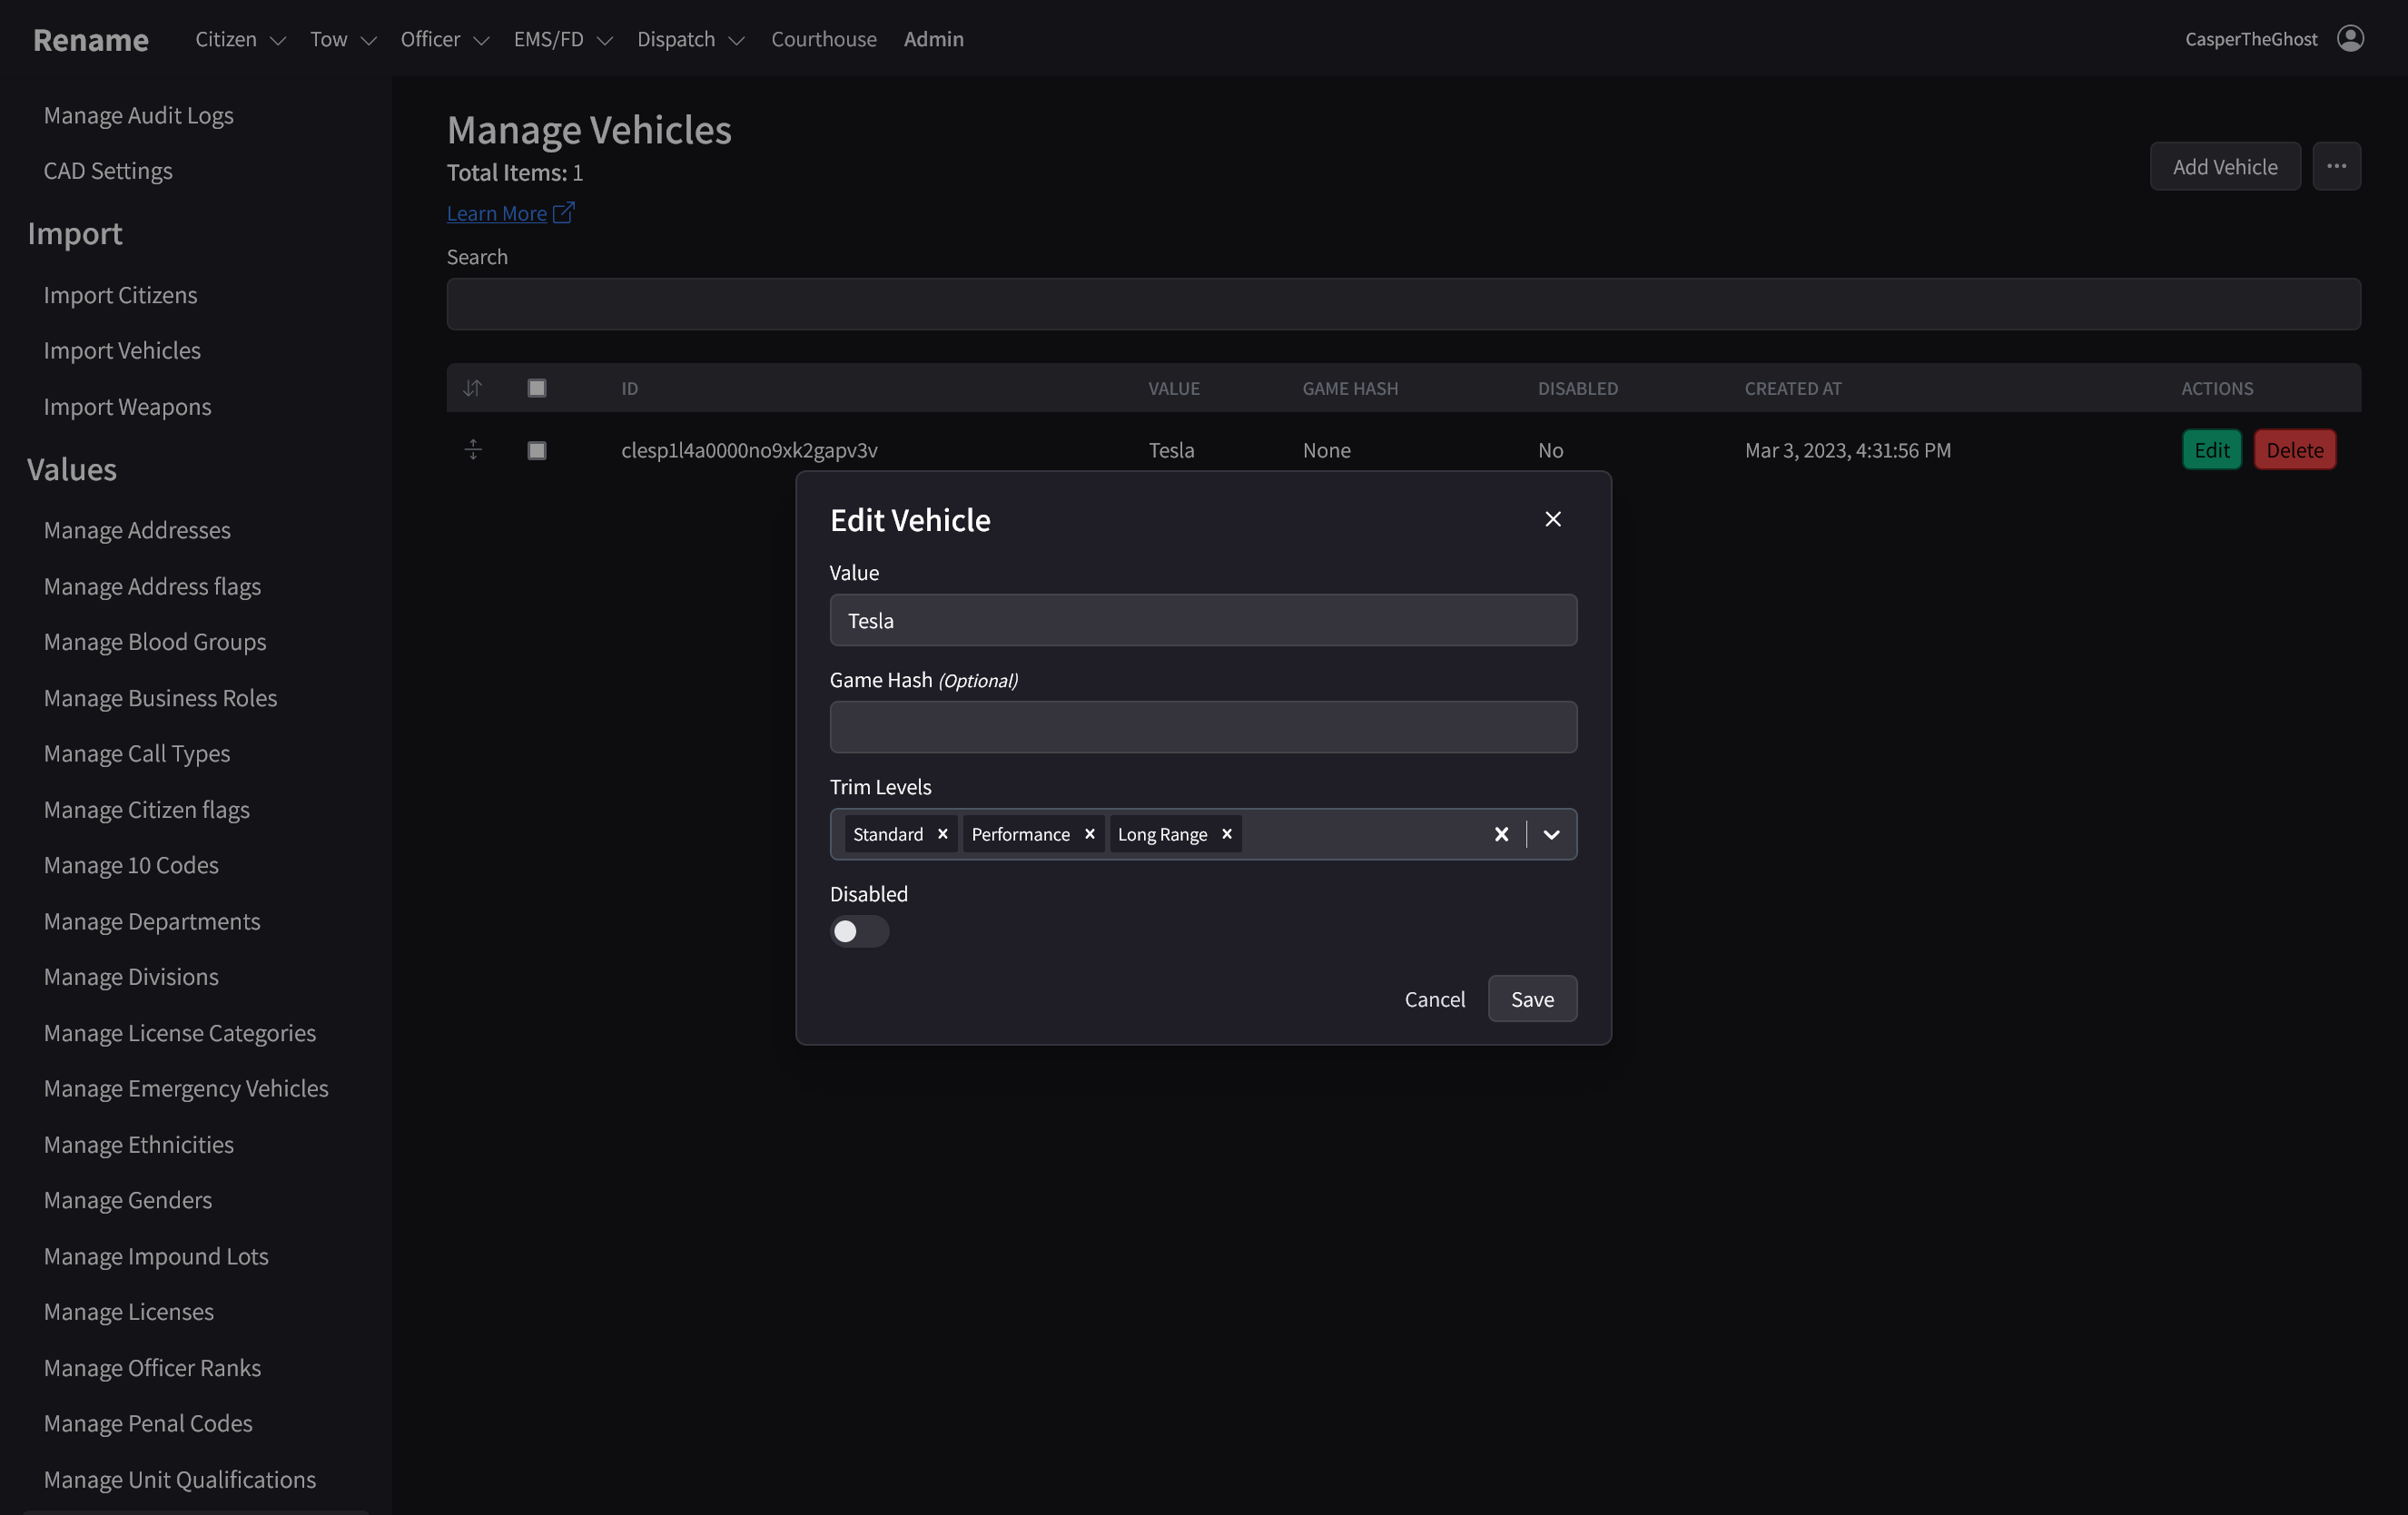 Rename
Citizen
Tow
Officer
EMS/FD
Dispatch
Courthouse
Admin
CasperTheGhost
Manage Audit Logs
CAD Settings
Import
Import Citizens
Import Vehicles
Import Weapons
Values
Manage Addresses
Manage Address flags
Manage Blood Groups
Manage Business Roles
Manage Call Types
Manage Citizen flags
Manage 10 Codes
Manage Departments
Manage Divisions
Manage License Categories
Manage Emergency Vehicles
Manage Ethnicities
Manage Genders
Manage Impound Lots
Manage Licenses
Manage Officer Ranks
Manage Penal Codes
Manage Unit Qualifications
Manage Vehicles
Total Items: 1
Learn More
Add Vehicle
Search
ID VALUE GAME HASH DISABLED CREATED AT ACTIONS
clesp1l4a0000no9xk2gapv3v Tesla None No Mar 3, 2023, 4:31:56 PM Edit Delete
Edit Vehicle
Value
Tesla
Game Hash (Optional)
Trim Levels
Standard Performance Long Range
Disabled
Cancel Save